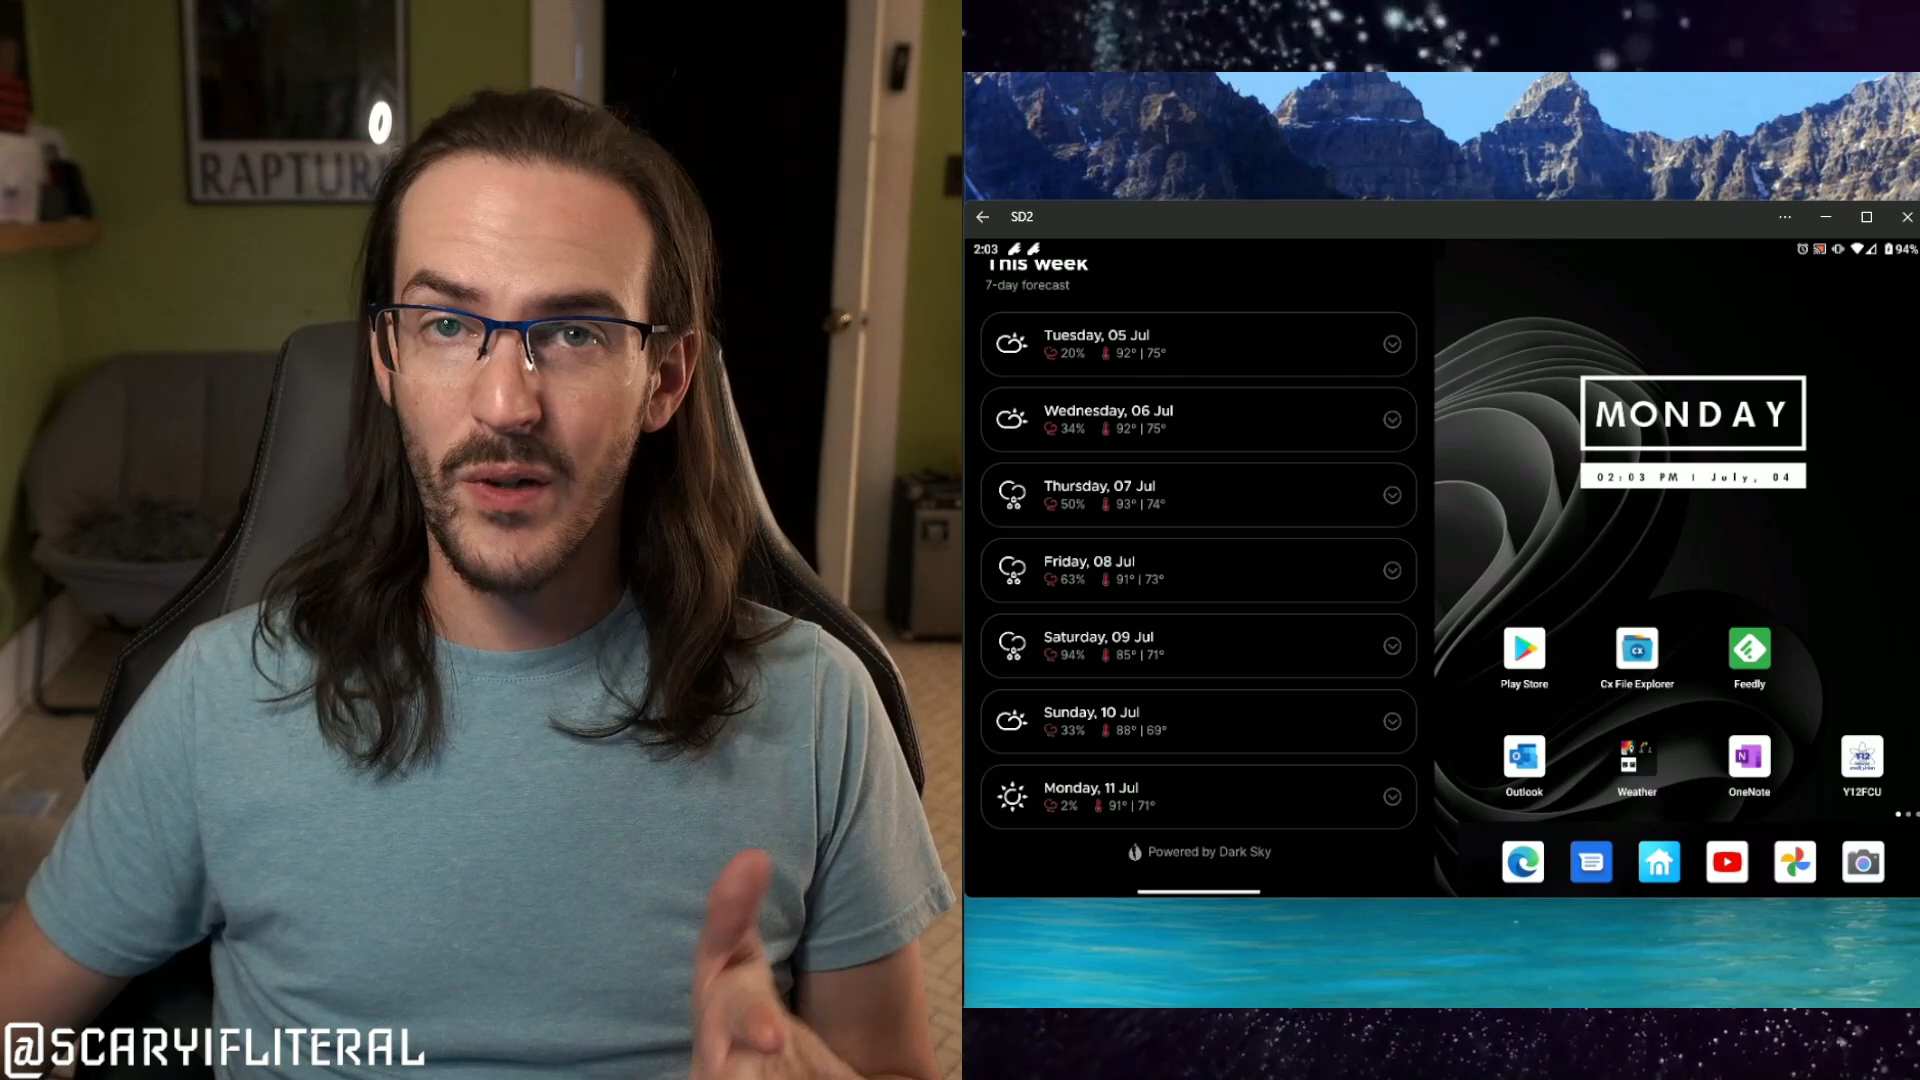 RAPTUR
@SCARYIFLITERAL
SD2
2:03
94%
This week
7-day forecast
Tuesday, 05 Jul
20% 92° | 75°
Wednesday, 06 Jul
34% 92° | 75°
Thursday, 07 Jul
50% 93° | 74°
Friday, 08 Jul
63% 91° | 73°
Saturday, 09 Jul
94% 85° | 71°
Sunday, 10 Jul
33% 88° | 69°
Monday, 11 Jul
2% 91° | 71°
Powered by Dark Sky
MONDAY
02:03 PM | July, 04
Play Store
Cx File Explorer
Feedly
Outlook
Weather
OneNote
Y12FCU